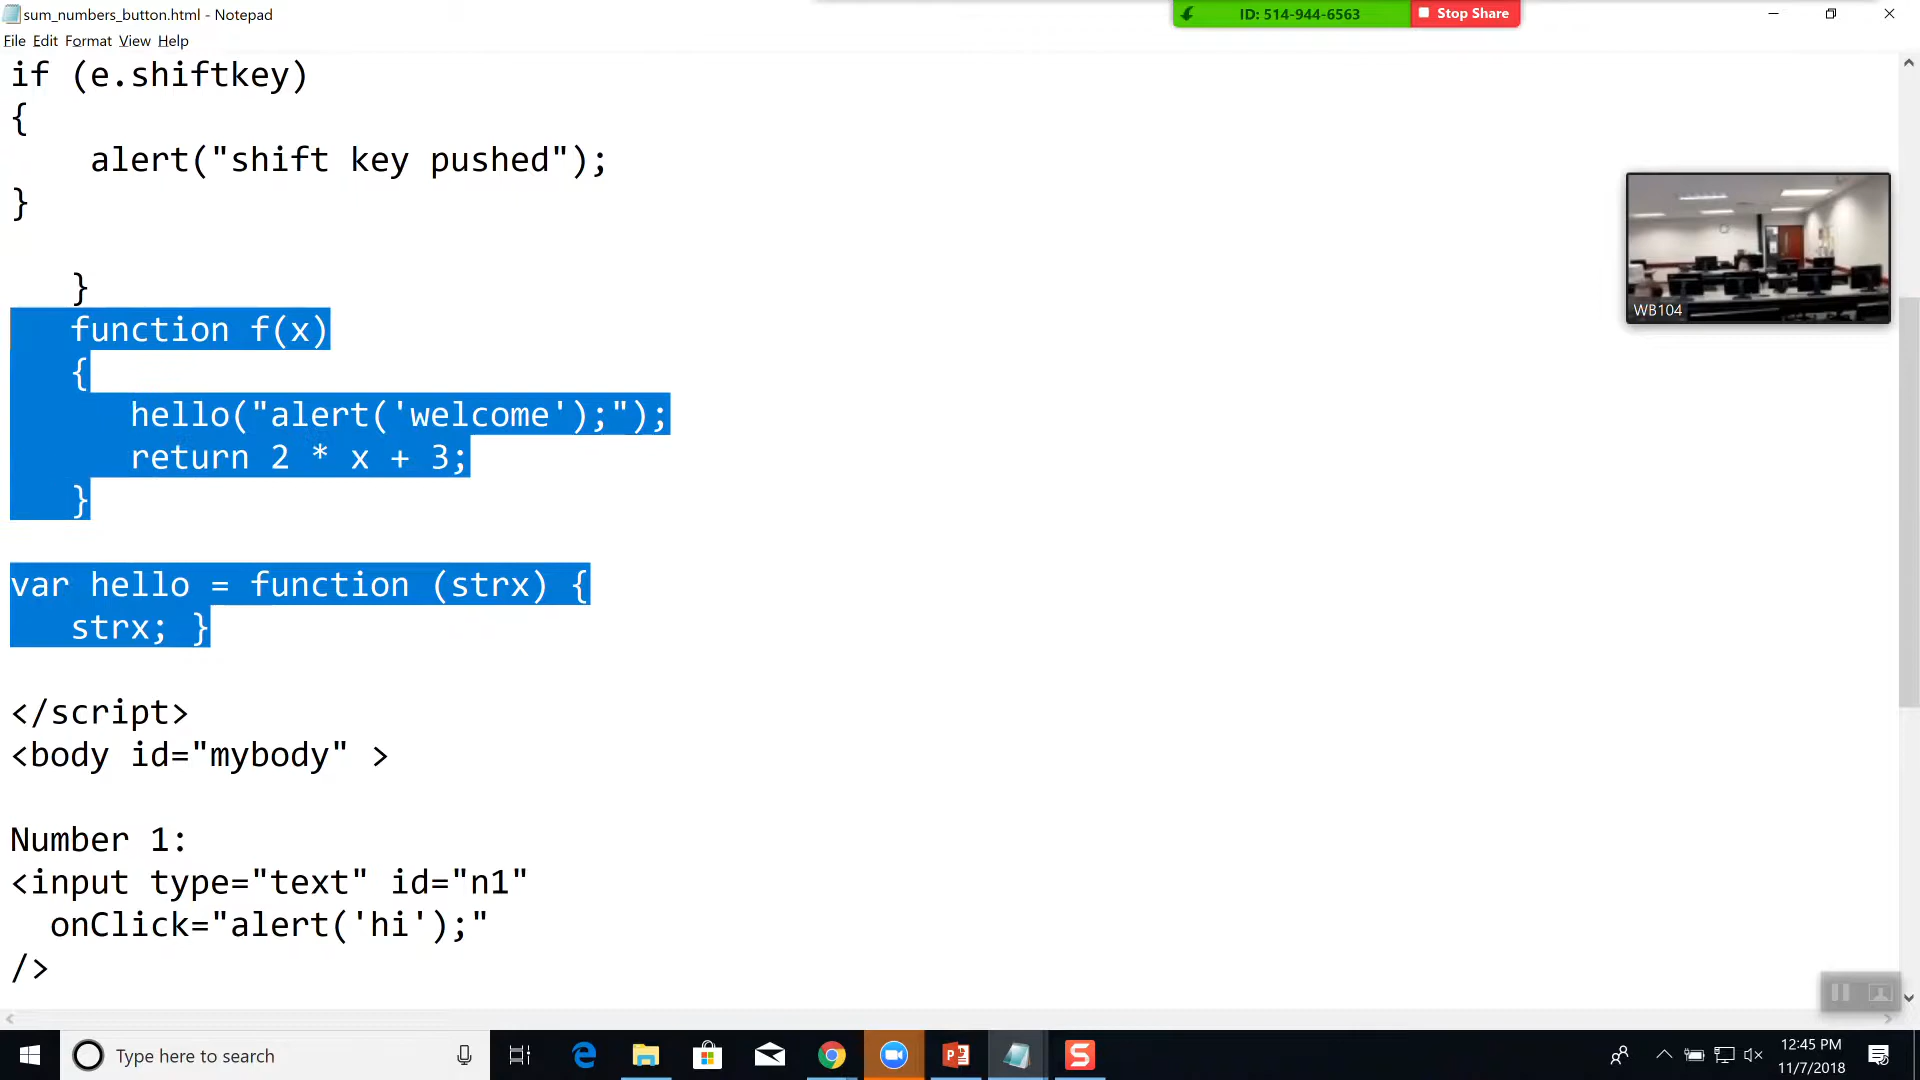 sum_numbers_button.html - Notepad
ID: 514-944-6563
Stop Share
File Edit Format View Help
if (e.shiftkey)
{
alert("shift key pushed");
}
}
function f(x)
{
hello("alert('welcome');");
return 2 * x + 3;
}
var hello = function (strx) {
strx; }
</script>
<body id="mybody" >
Number 1:
<input type="text" id="n1"
onClick="alert('hi');"
/>
WB104
Type here to search
12:45 PM
11/7/2018